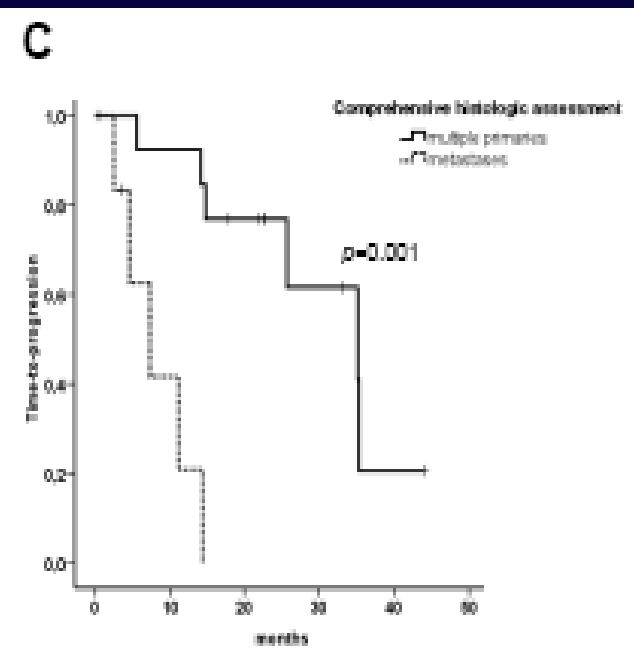 C
Comprehensive histologic assessment
multiple primaries
metastases
1,0
0,8
p=0.001
0,6
Time-to-progression
0,4
0,2
0,0
0 10 20 30 40 50
months